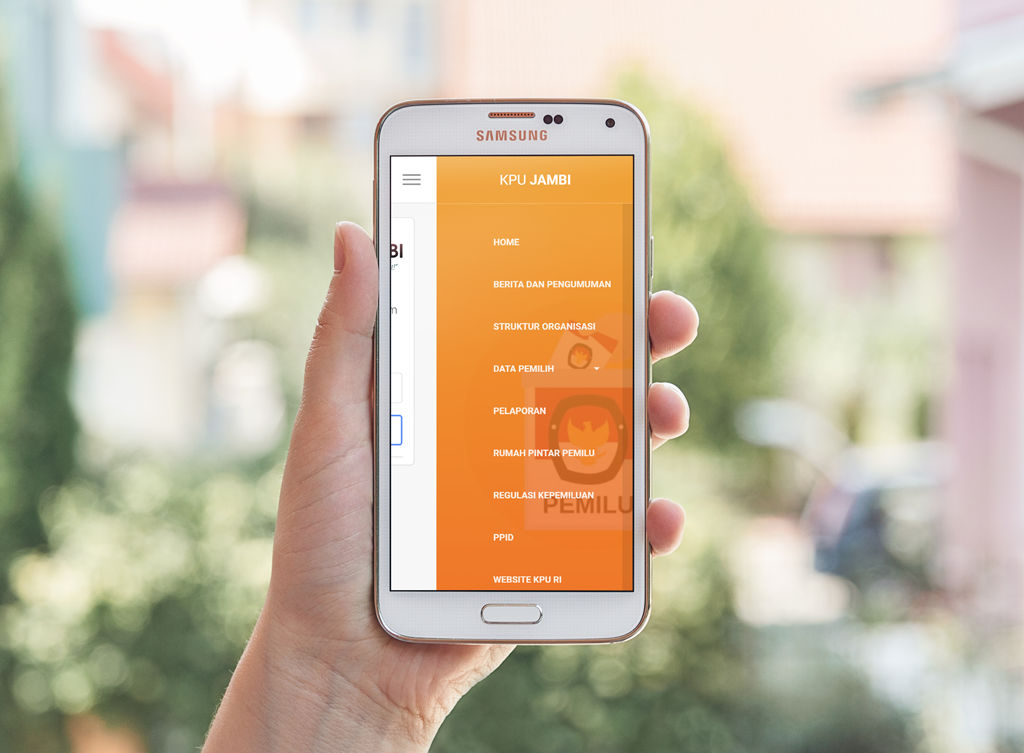 SAMSUNG
KPU JAMBI
HOME
BI
BERITA DAN PENGUMUMAN
STRUKTUR ORGANISASI
DATA PEMILIH
PELAPORAN
RUMAH PINTAR PEMILU
REGULASI KEPEMILUAN
PEMILU
PPID
WEBSITE KPU RI